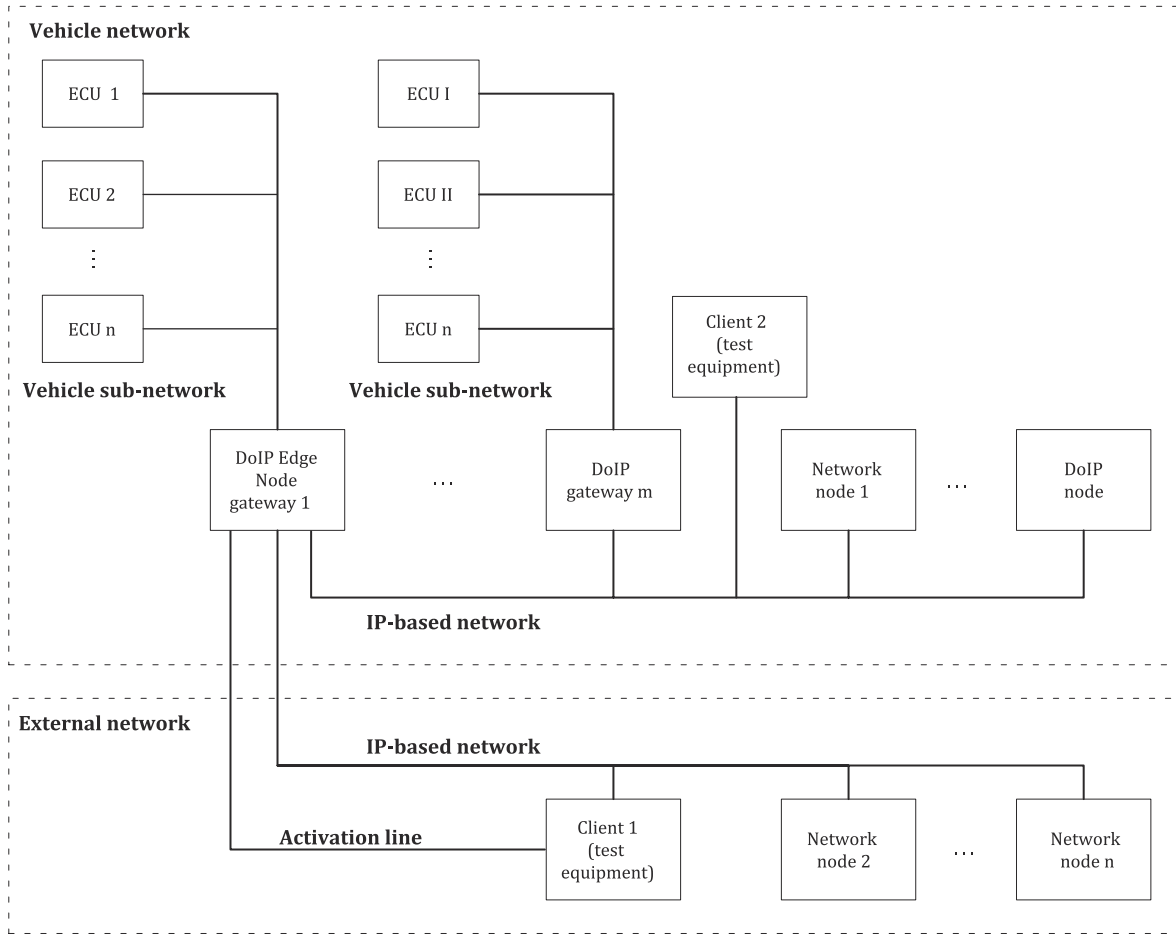 Vehicle network
ECU 1
ECU I
ECU 2
ECU II
⋮
⋮
ECU n
ECU n
Client 2
(test
equipment)
Vehicle sub-network
Vehicle sub-network
DoIP Edge
Node
gateway 1
...
DoIP
gateway m
Network
node 1
...
DoIP
node
IP-based network
External network
IP-based network
Activation line
Client 1
(test
equipment)
Network
node 2
...
Network
node n